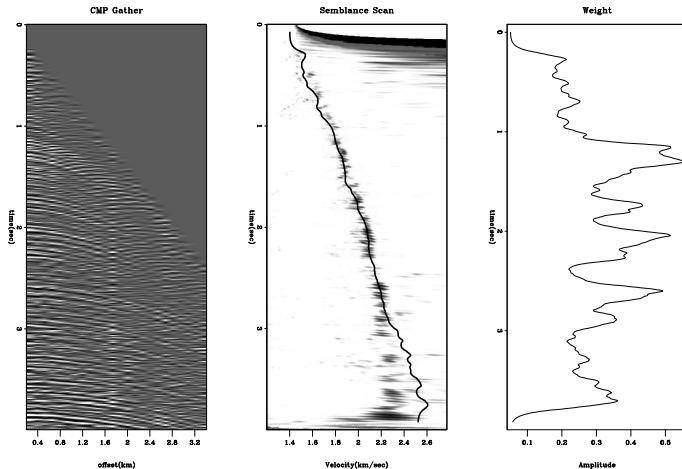 CMP Gather
Semblance Scan
Weight
0
1
2
3
time(sec)
0.4 0.8 1.2 1.6 2 2.4 2.8 3.2
offset(km)
0
1
2
3
time(sec)
1.4 1.6 1.8 2 2.2 2.4 2.6
Velocity(km/sec)
0
1
2
3
time(sec)
0.1 0.2 0.3 0.4 0.5
Amplitude